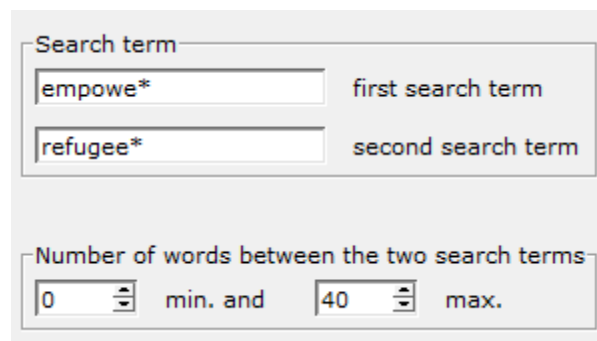 Search term
empowe* first search term
refugee* second search term
Number of words between the two search terms
0 min. and 40 max.